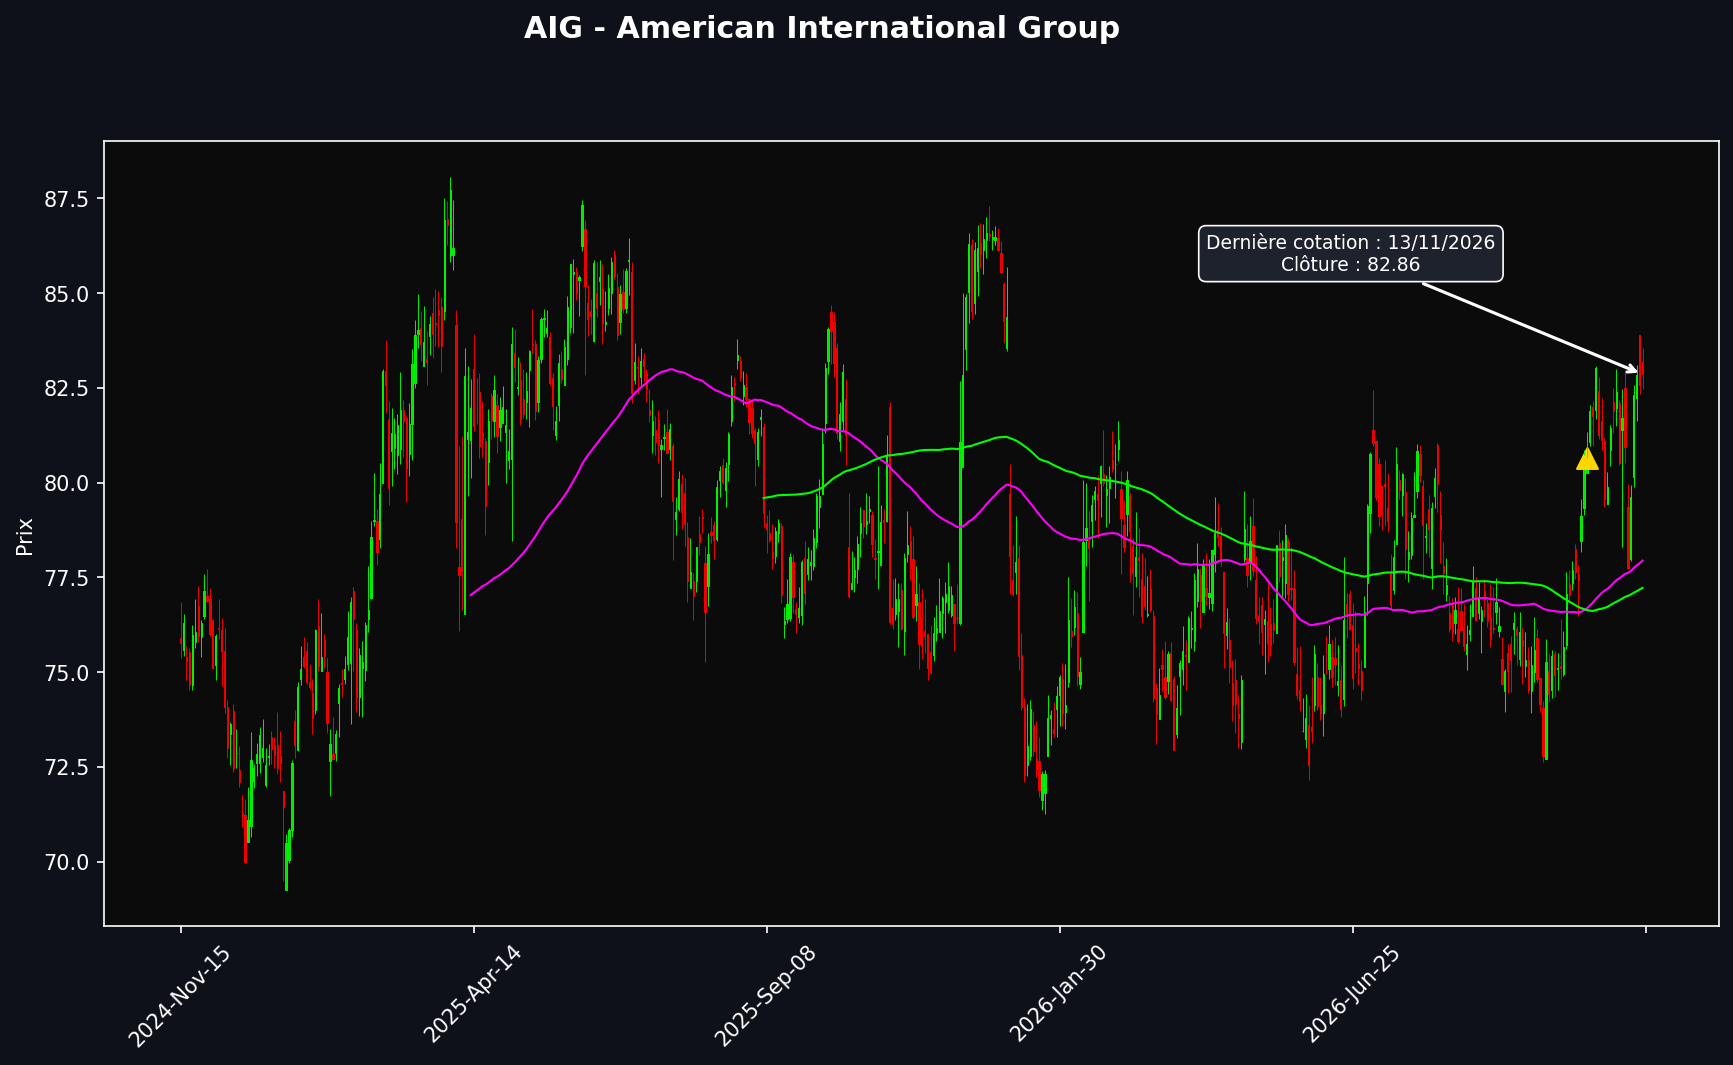 AIG - American International Group
Dernière cotation : 13/11/2026
Clôture : 82.86
Prix
87.5
85.0
82.5
80.0
77.5
75.0
72.5
70.0
2024-Nov-15
2025-Apr-14
2025-Sep-08
2026-Jan-30
2026-Jun-25